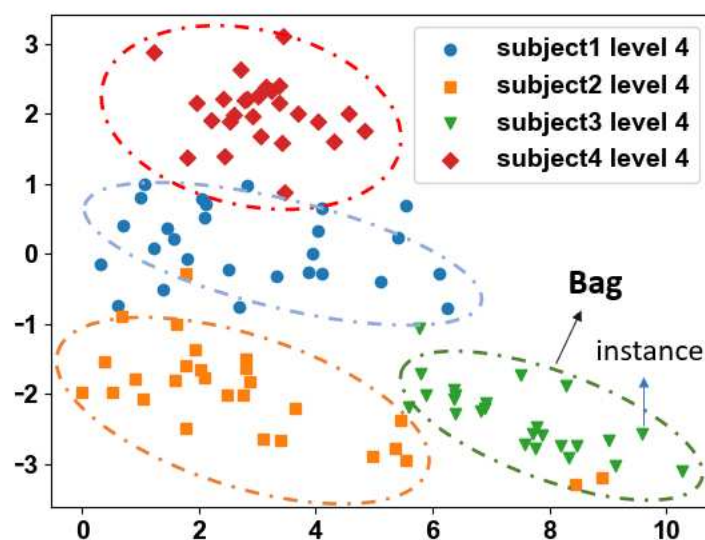 subject1 level 4
subject2 level 4
subject3 level 4
subject4 level 4
Bag
instance
3
2
1
0
-1
-2
-3
0 2 4 6 8 10